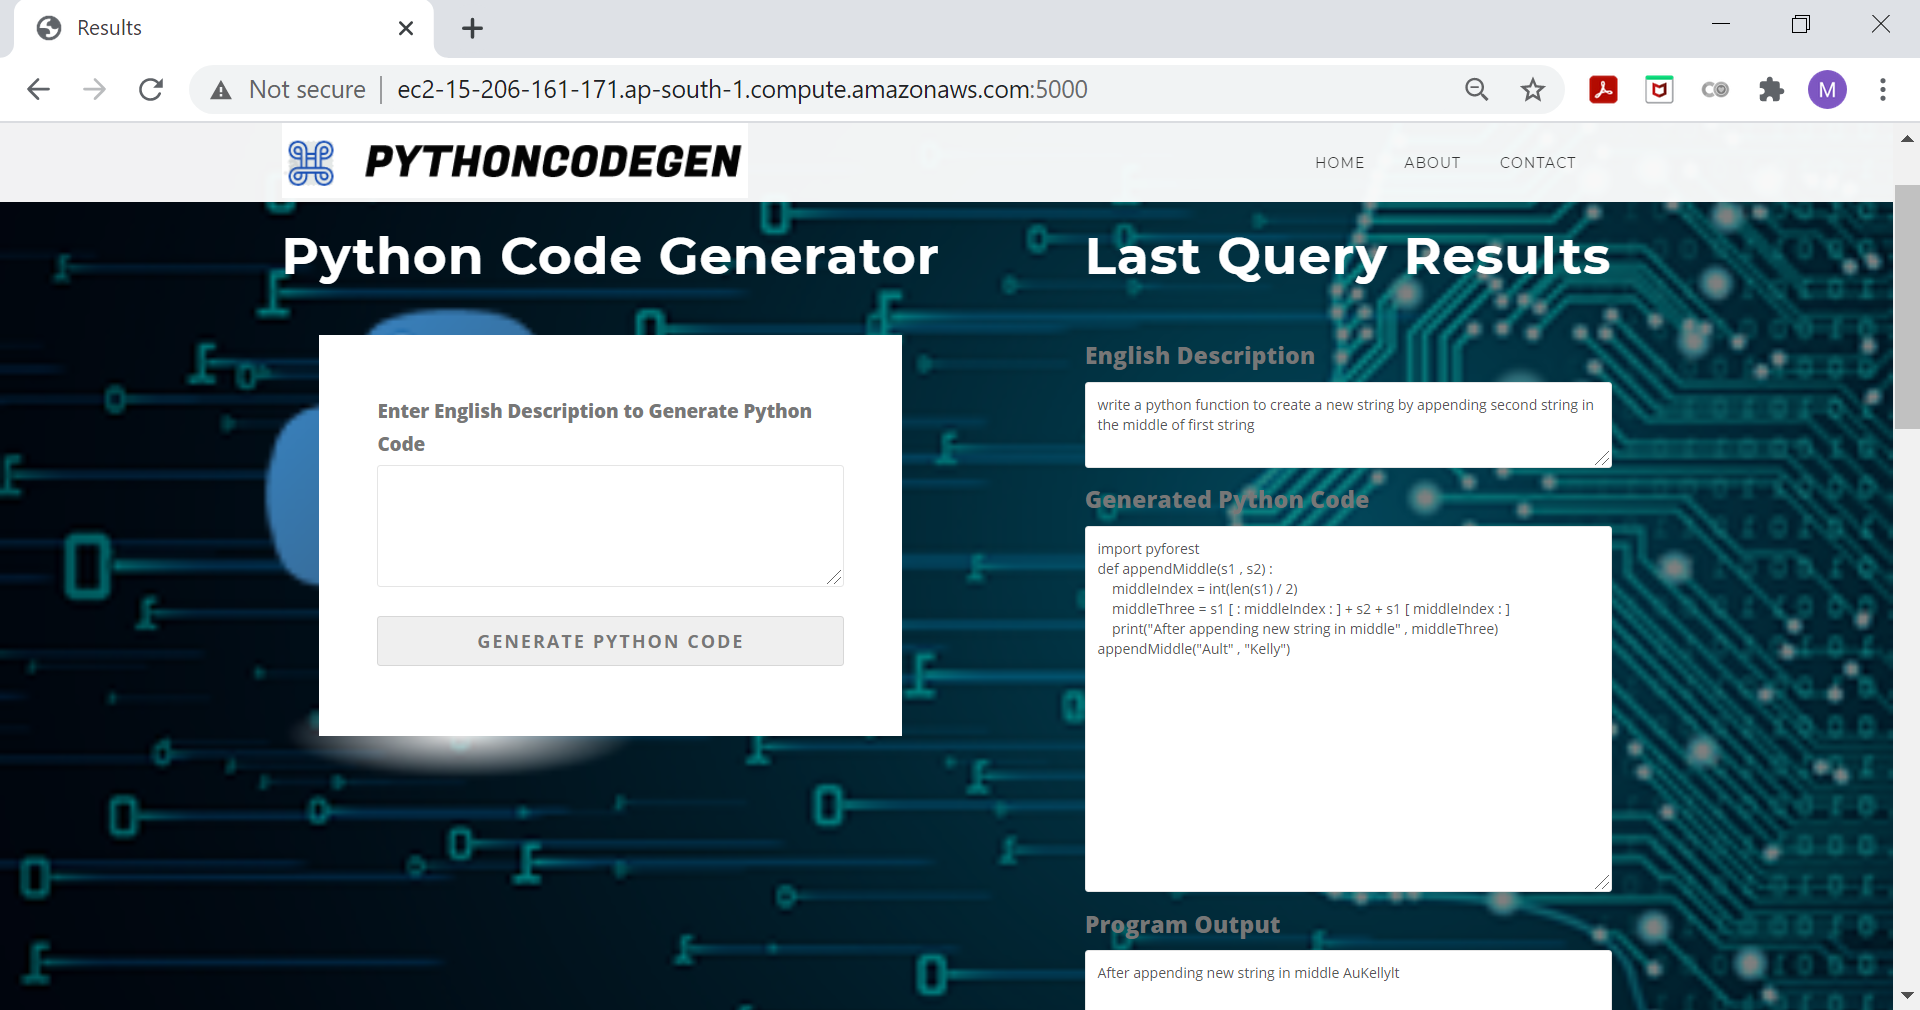 Results
Not secure
ec2-15-206-161-171.ap-south-1.compute.amazonaws.com:5000
M
PYTHONCODEGEN
HOME ABOUT CONTACT
Python Code Generator
Enter English Description to Generate Python
Code
GENERATE PYTHON CODE
Last Query Results
English Description
write a python function to create a new string by appending second string in
the middle of first string
Generated Python Code
import pyforest
def appendMiddle(s1 , s2) :
    middleIndex = int(len(s1) / 2)
    middleThree = s1 [ : middleIndex : ] + s2 + s1 [ middleIndex : ]
    print("After appending new string in middle" , middleThree)
appendMiddle("Ault" , "Kelly")
Program Output
After appending new string in middle AuKellylt